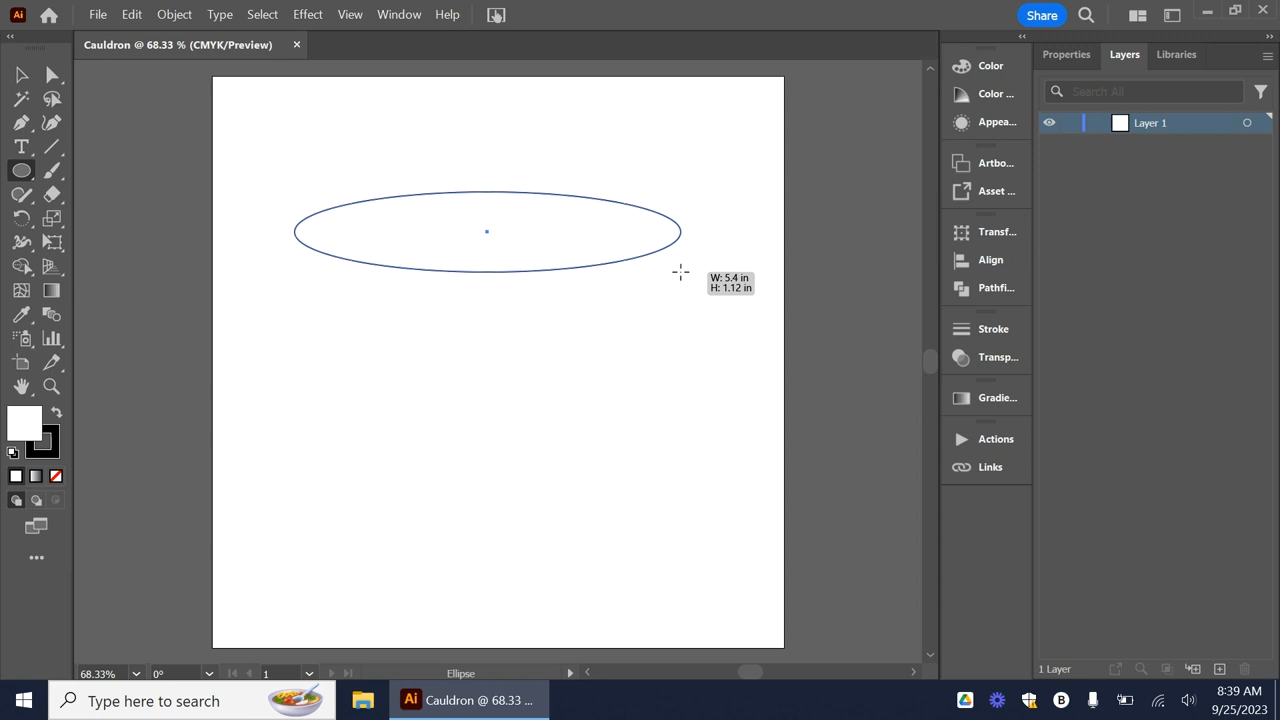 Ai File Edit Object Type Select Effect View Window Help Share
Cauldron @ 68.33 % (CMYK/Preview)
Properties Layers Libraries
Search All
Layer 1
Color
Color ...
Appea...
Artbo...
Asset ...
Transf...
Align
Pathfi...
Stroke
Transp...
Gradie...
Actions
Links
W: 5.4 in
H: 1.12 in
68.33% 0° 1 Ellipse
1 Layer
Type here to search
Ai Cauldron @ 68.33 ...
8:39 AM
9/25/2023